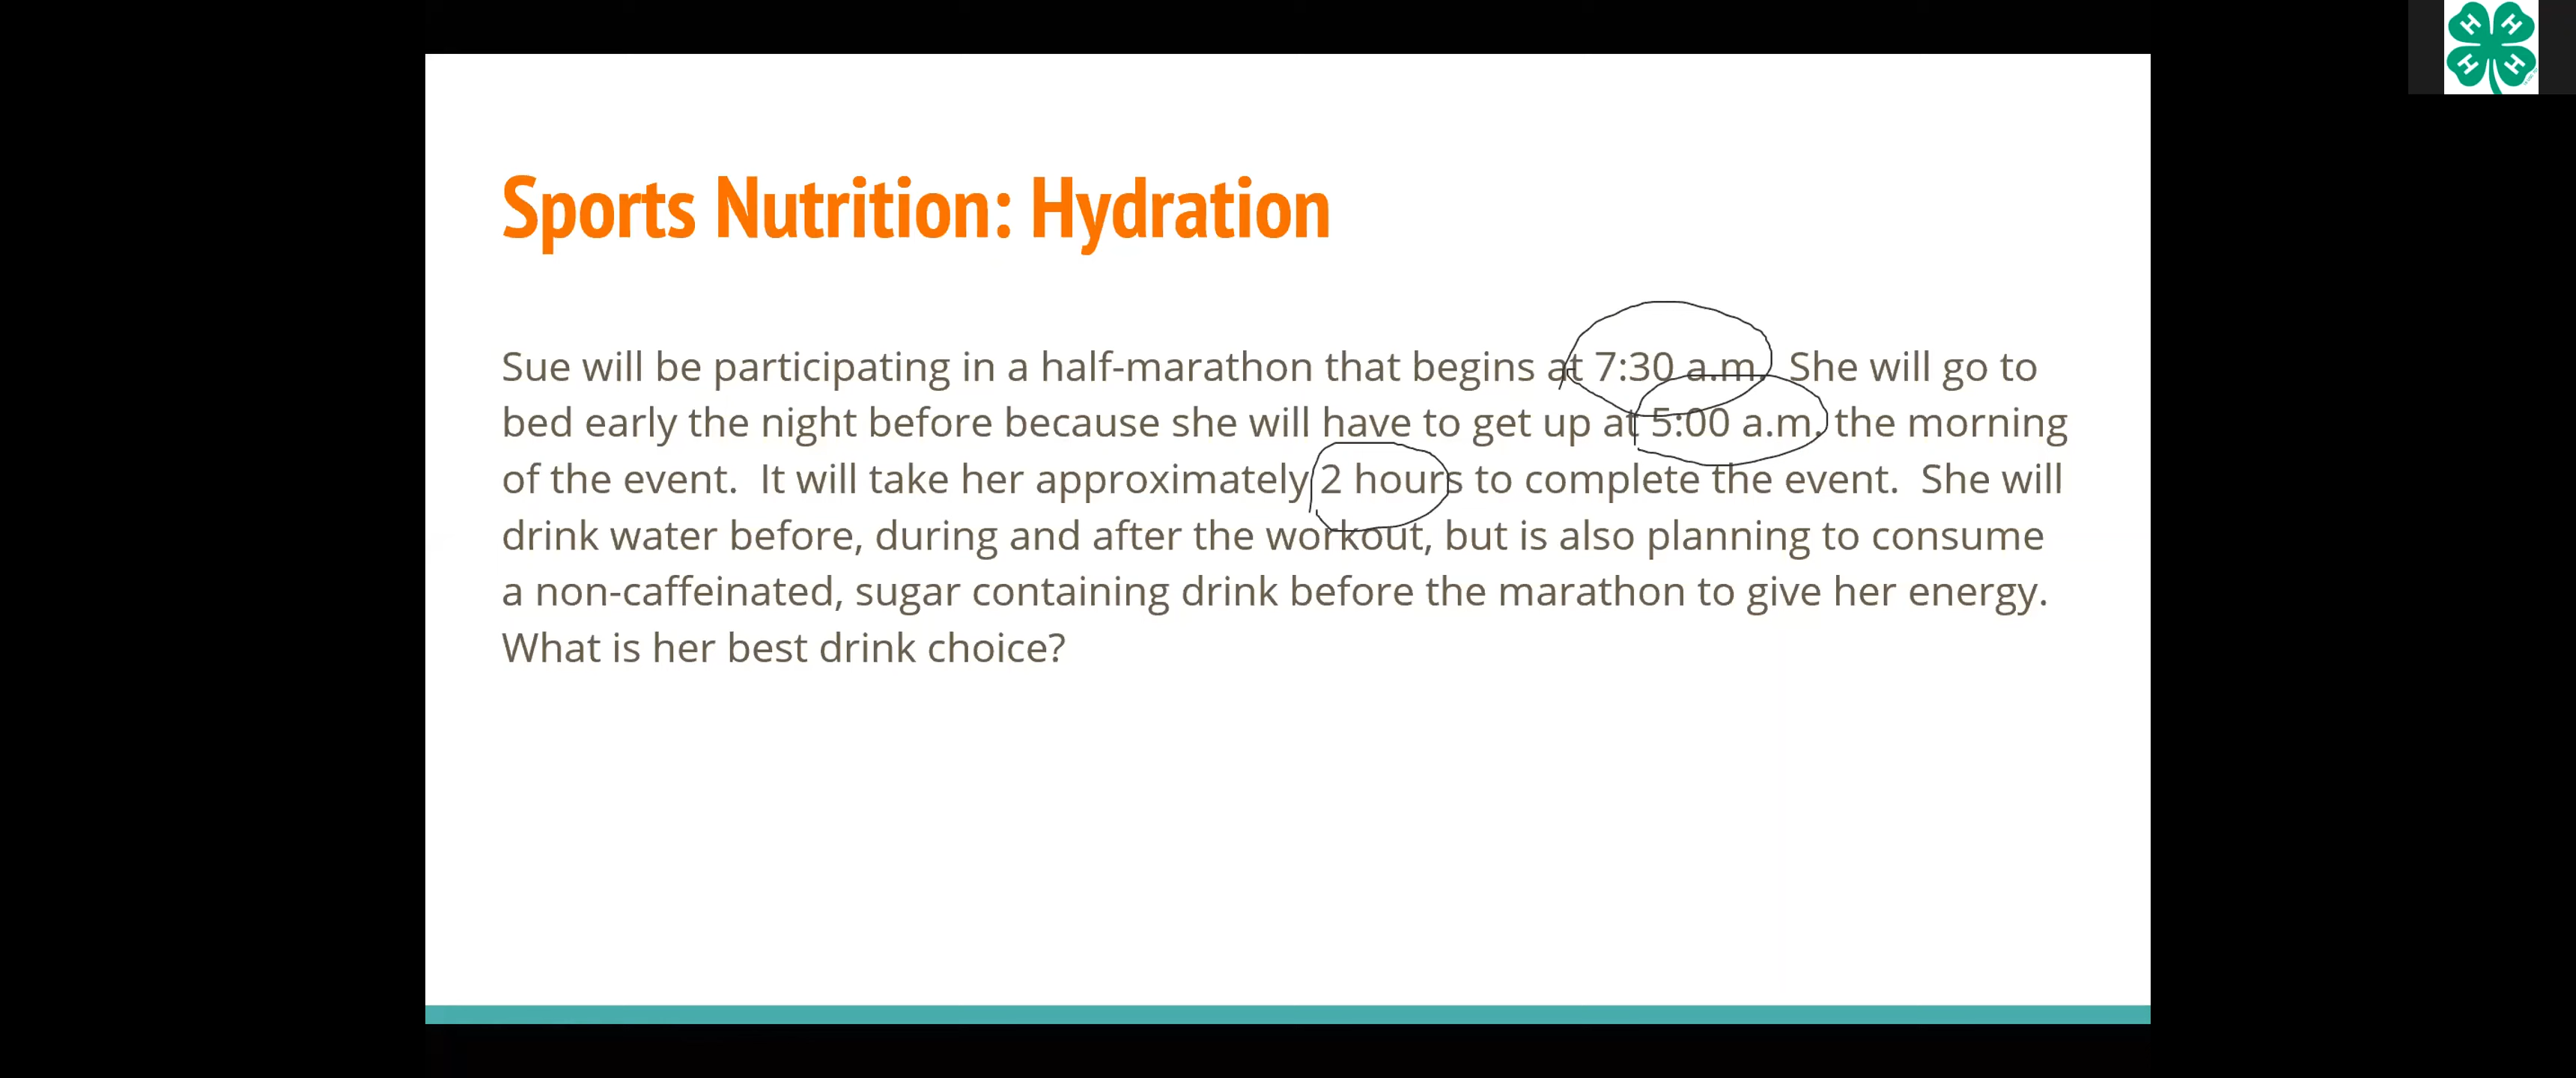 Sports Nutrition: Hydration
Sue will be participating in a half-marathon that begins at 7:30 a.m. She will go to
bed early the night before because she will have to get up at 5:00 a.m. the morning
of the event. It will take her approximately 2 hours to complete the event. She will
drink water before, during and after the workout, but is also planning to consume
a non-caffeinated, sugar containing drink before the marathon to give her energy.
What is her best drink choice?
H H
H H